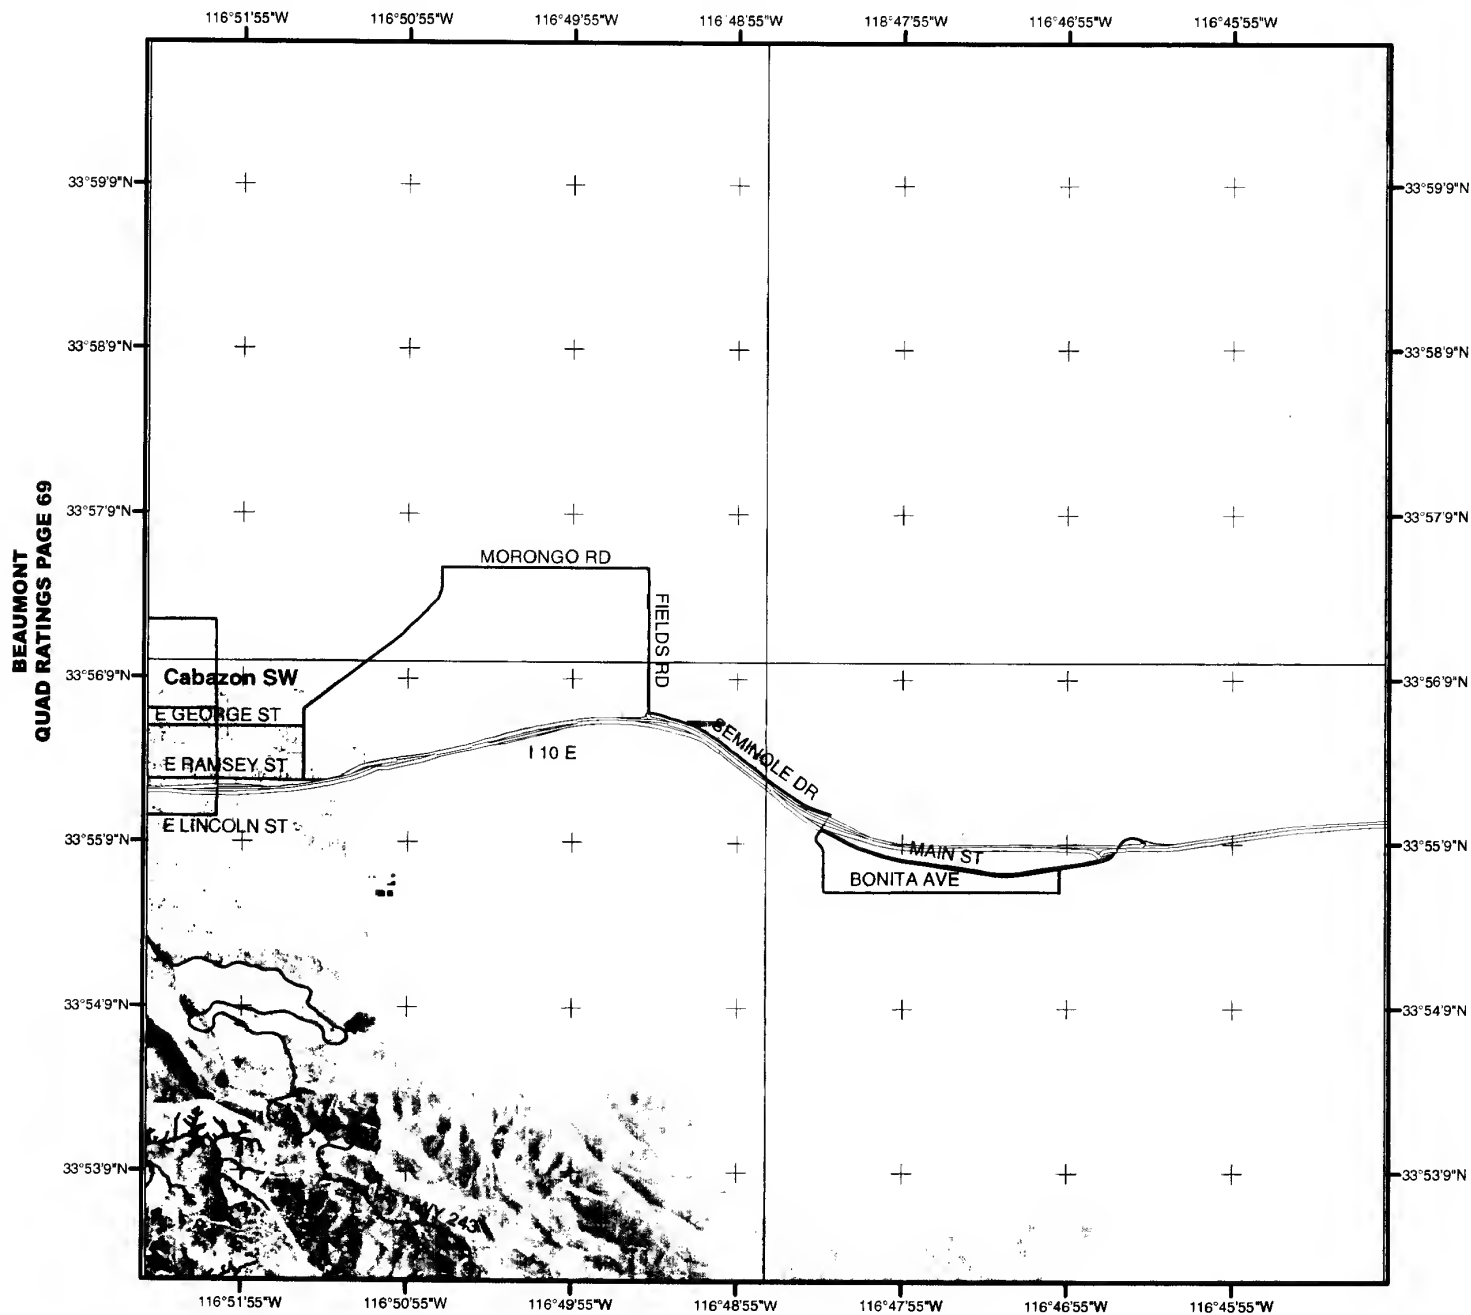 116°51'55"W 116°50'55"W 116°49'55"W 116°48'55"W 118°47'55"W 116°46'55"W 116°45'55"W
33°59'9"N 33°59'9"N
33°58'9"N 33°58'9"N
BEAUMONT
QUAD RATINGS PAGE 69
33°57'9"N 33°57'9"N
MORONGO RD
FIELDS RD
33°56'9"N 33°56'9"N
Cabazon SW
E GEORGE ST
SEMINOLE DR
I 10 E
E RAMSEY ST
E LINCOLN ST
33°55'9"N 33°55'9"N
MAIN ST
BONITA AVE
33°54'9"N 33°54'9"N
33°53'9"N 33°53'9"N
WY 243
116°51'55"W 116°50'55"W 116°49'55"W 116°48'55"W 116°47'55"W 116°46'55"W 116°45'55"W